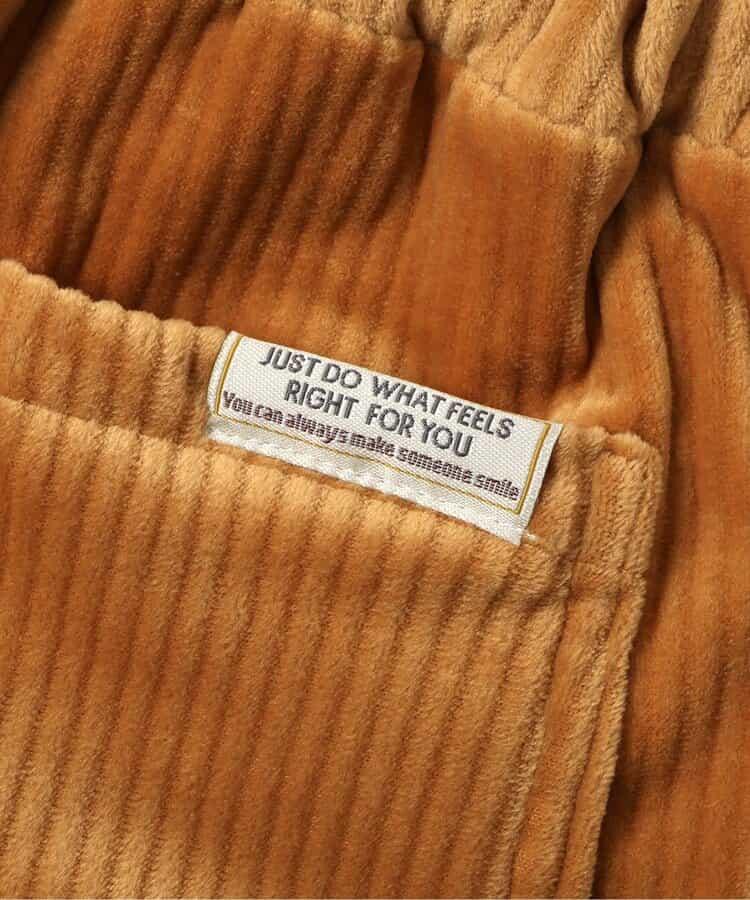 JUST DO WHAT FEELS
RIGHT FOR YOU
You can always make someone smile